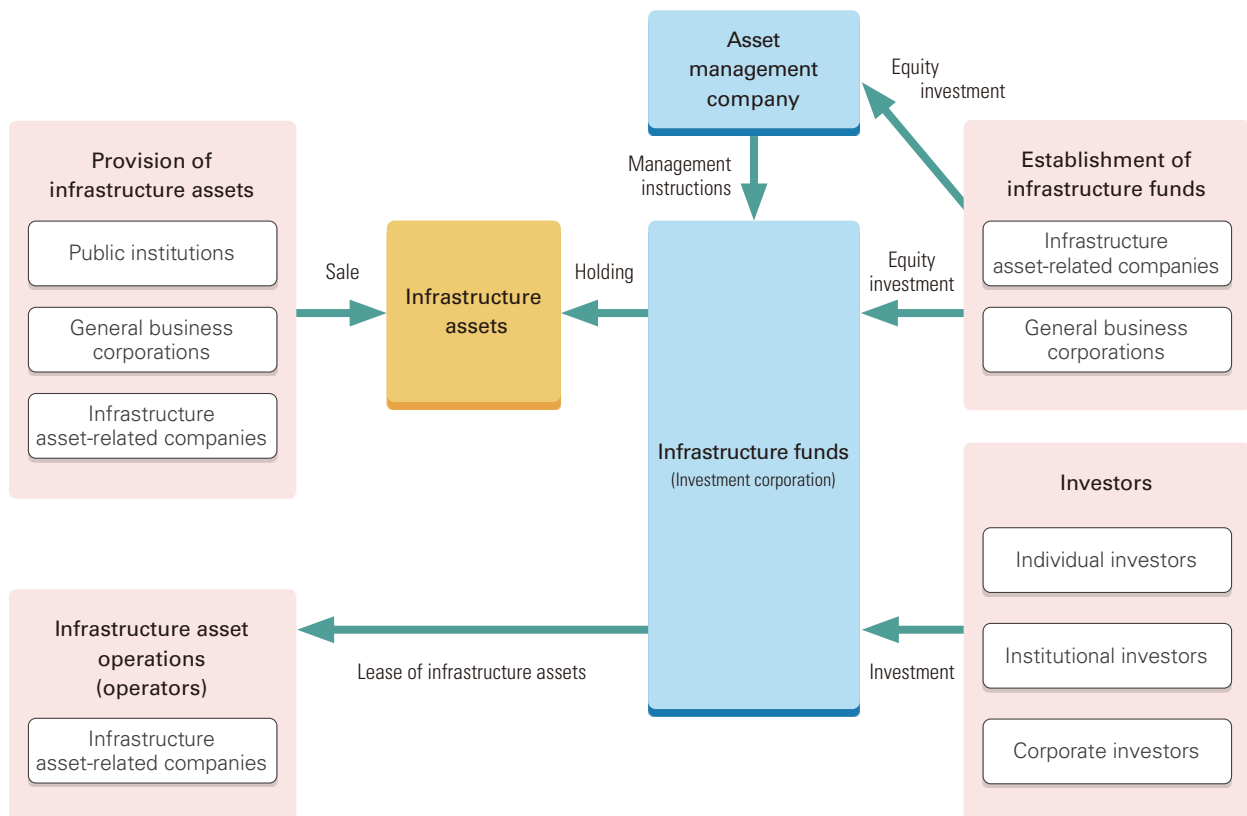 Asset
management
company
Equity
investment
Management
instructions
Provision of
infrastructure assets
Public institutions
General business
corporations
Infrastructure
asset-related companies
Sale
Infrastructure
assets
Holding
Infrastructure funds
(Investment corporation)
Equity
investment
Establishment of
infrastructure funds
Infrastructure
asset-related companies
General business
corporations
Infrastructure asset
operations
(operators)
Infrastructure
asset-related companies
Lease of infrastructure assets
Investment
Investors
Individual investors
Institutional investors
Corporate investors